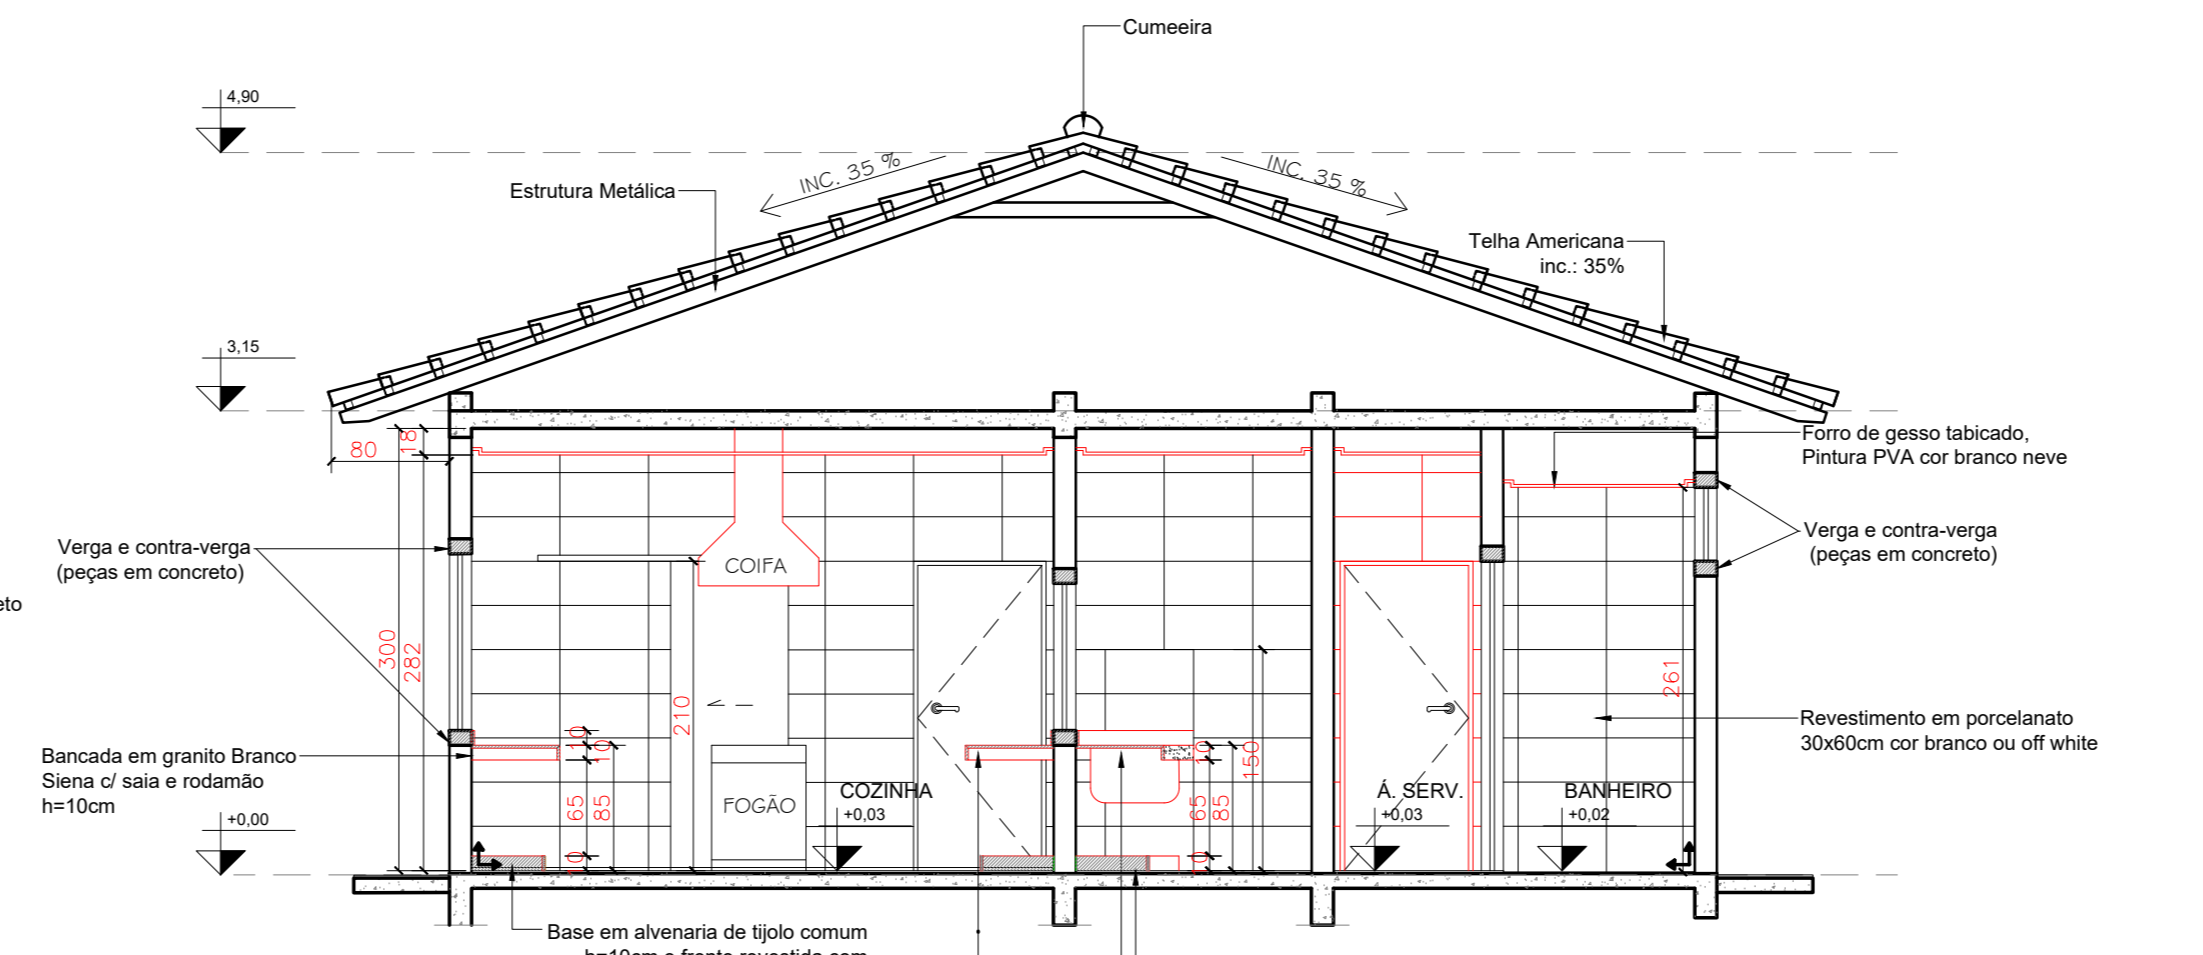 Cumeeira
4,90
INC. 35 %
INC. 35 %
Estrutura Metálica
Telha Americana
inc.: 35%
3,15
80
18
Forro de gesso tabicado,
Pintura PVA cor branco neve
Verga e contra-verga
(peças em concreto)
Verga e contra-verga
(peças em concreto)
COIFA
eto
300
282
210
261
Revestimento em porcelanato
30x60cm cor branco ou off white
Bancada em granito Branco
Siena c/ saia e rodamão
h=10cm
10
10
65
85
10
FOGÃO
COZINHA
+0,03
10
150
65
85
10
Á. SERV.
+0,03
BANHEIRO
+0,02
+0,00
Base em alvenaria de tijolo comum
h=10cm e frente revestida com